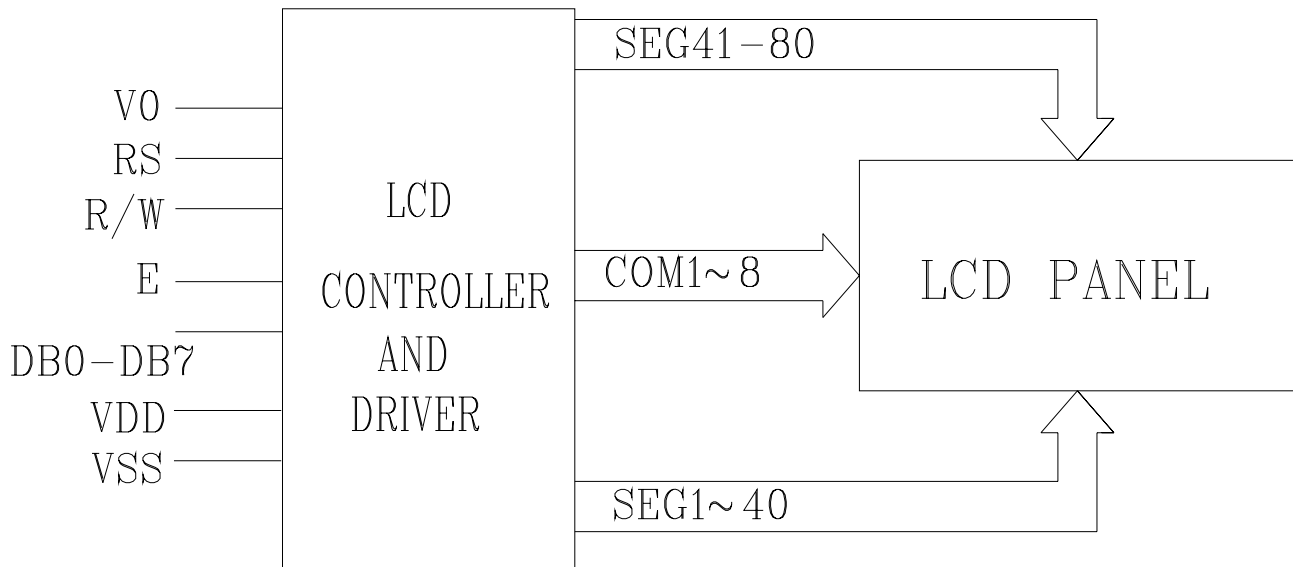 SEG41-80
V0
RS
R/W
E
DB0-DB7
VDD
VSS
LCD
CONTROLLER
AND
DRIVER
COM1~8
LCD PANEL
SEG1~40